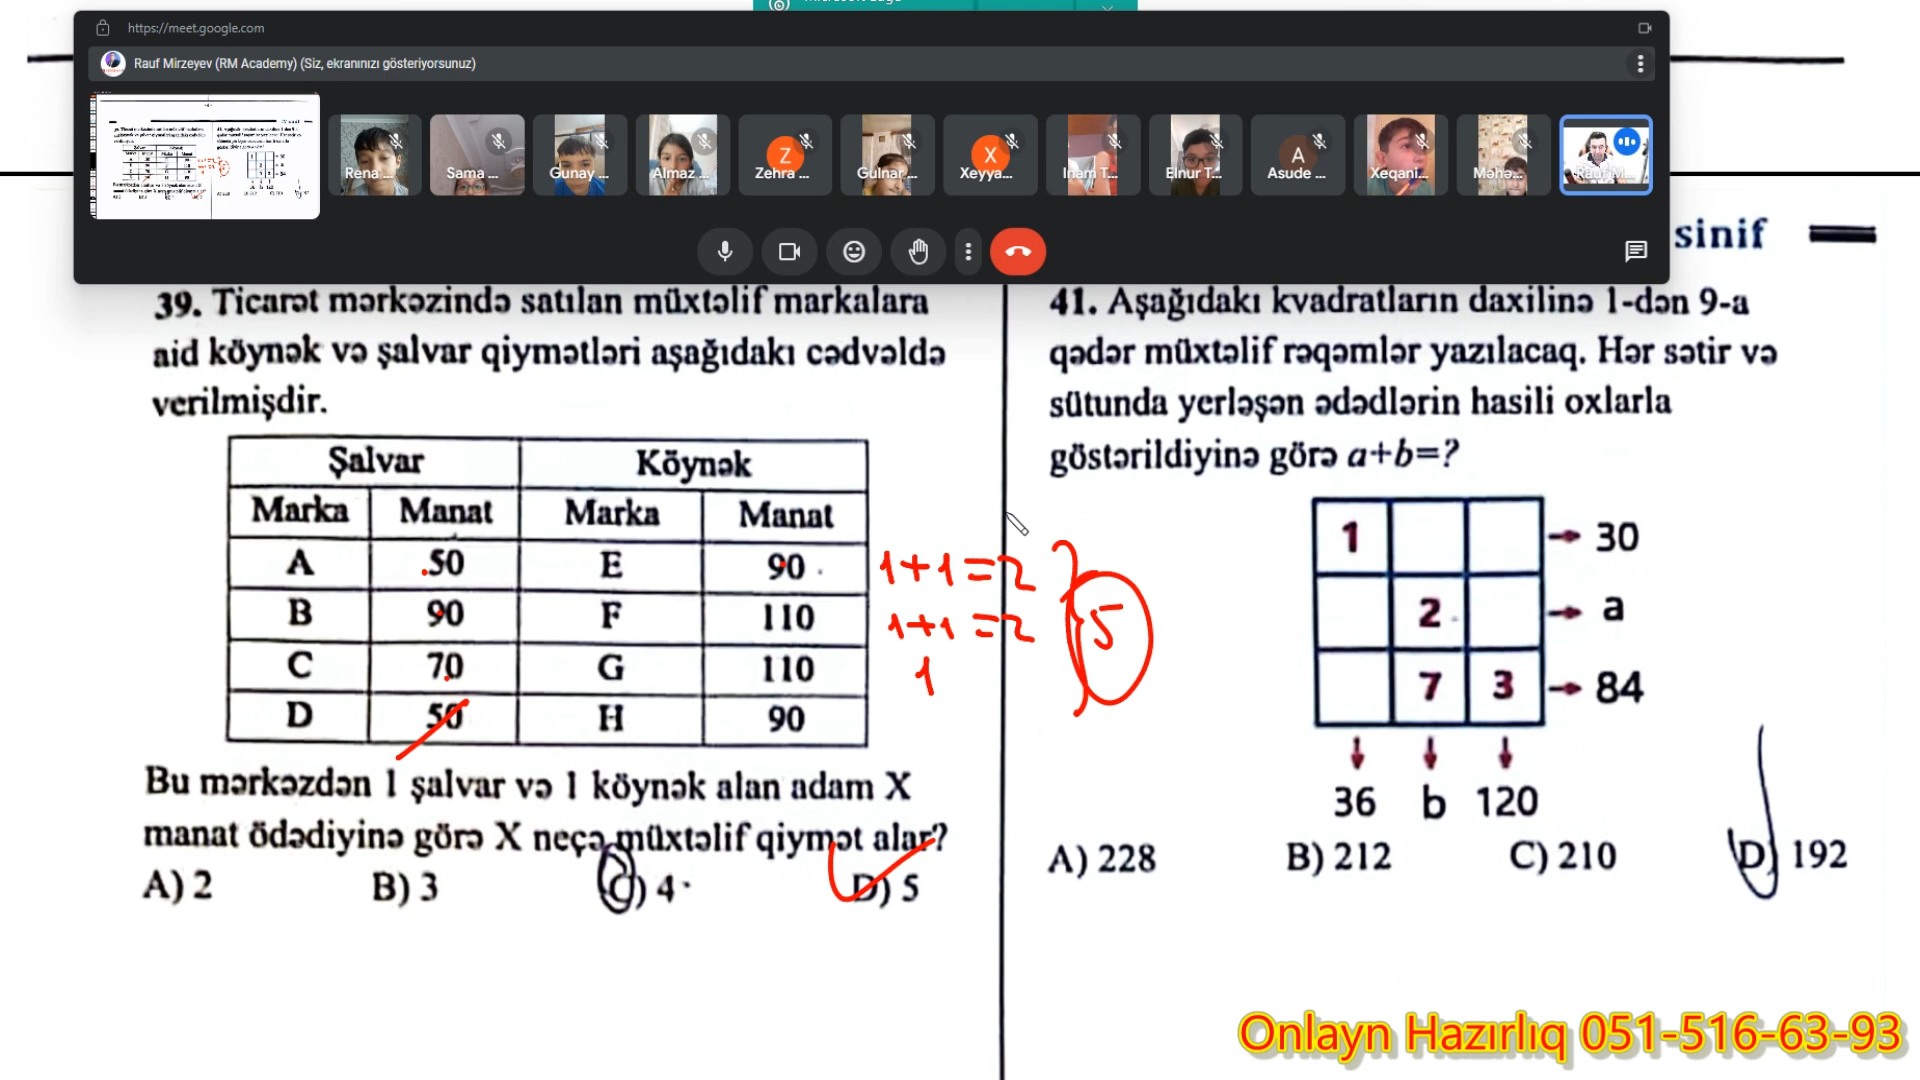 https://meet.google.com
Rauf Mirzeyev (RM Academy) (Siz, ekranınızı gösteriyorsunuz)
Rena ...
Sama ...
Gunay ...
Almaz ...
Z
Zehra ...
Gulnar ...
X
Xeyya...
Inam T...
Elnur T...
A
Asude ...
Xeqani...
Məhə...
Rauf M...
sinif
39. Ticarət mərkəzində satılan müxtəlif markalara
aid köynək və şalvar qiymətləri aşağıdakı cədvəldə
verilmişdir.
Şalvar Köynək
Marka Manat Marka Manat
A 50 E 90
B 90 F 110
C 70 G 110
D 50 H 90
1+1=2
1+1=2
1
5
Bu mərkəzdən 1 şalvar və 1 köynək alan adam X
manat ödədiyinə görə X neçə müxtəlif qiymət alar?
A) 2 B) 3 C) 4 D) 5
41. Aşağıdakı kvadratların daxilinə 1-dən 9-a
qədər müxtəlif rəqəmlər yazılacaq. Hər sətir və
sütunda yerləşən ədədlərin hasili oxlarla
göstərildiyinə görə a+b=?
1 → 30
2 → a
7 3 → 84
36 b 120
A) 228 B) 212 C) 210 D) 192
Onlayn Hazırlıq 051-516-63-93